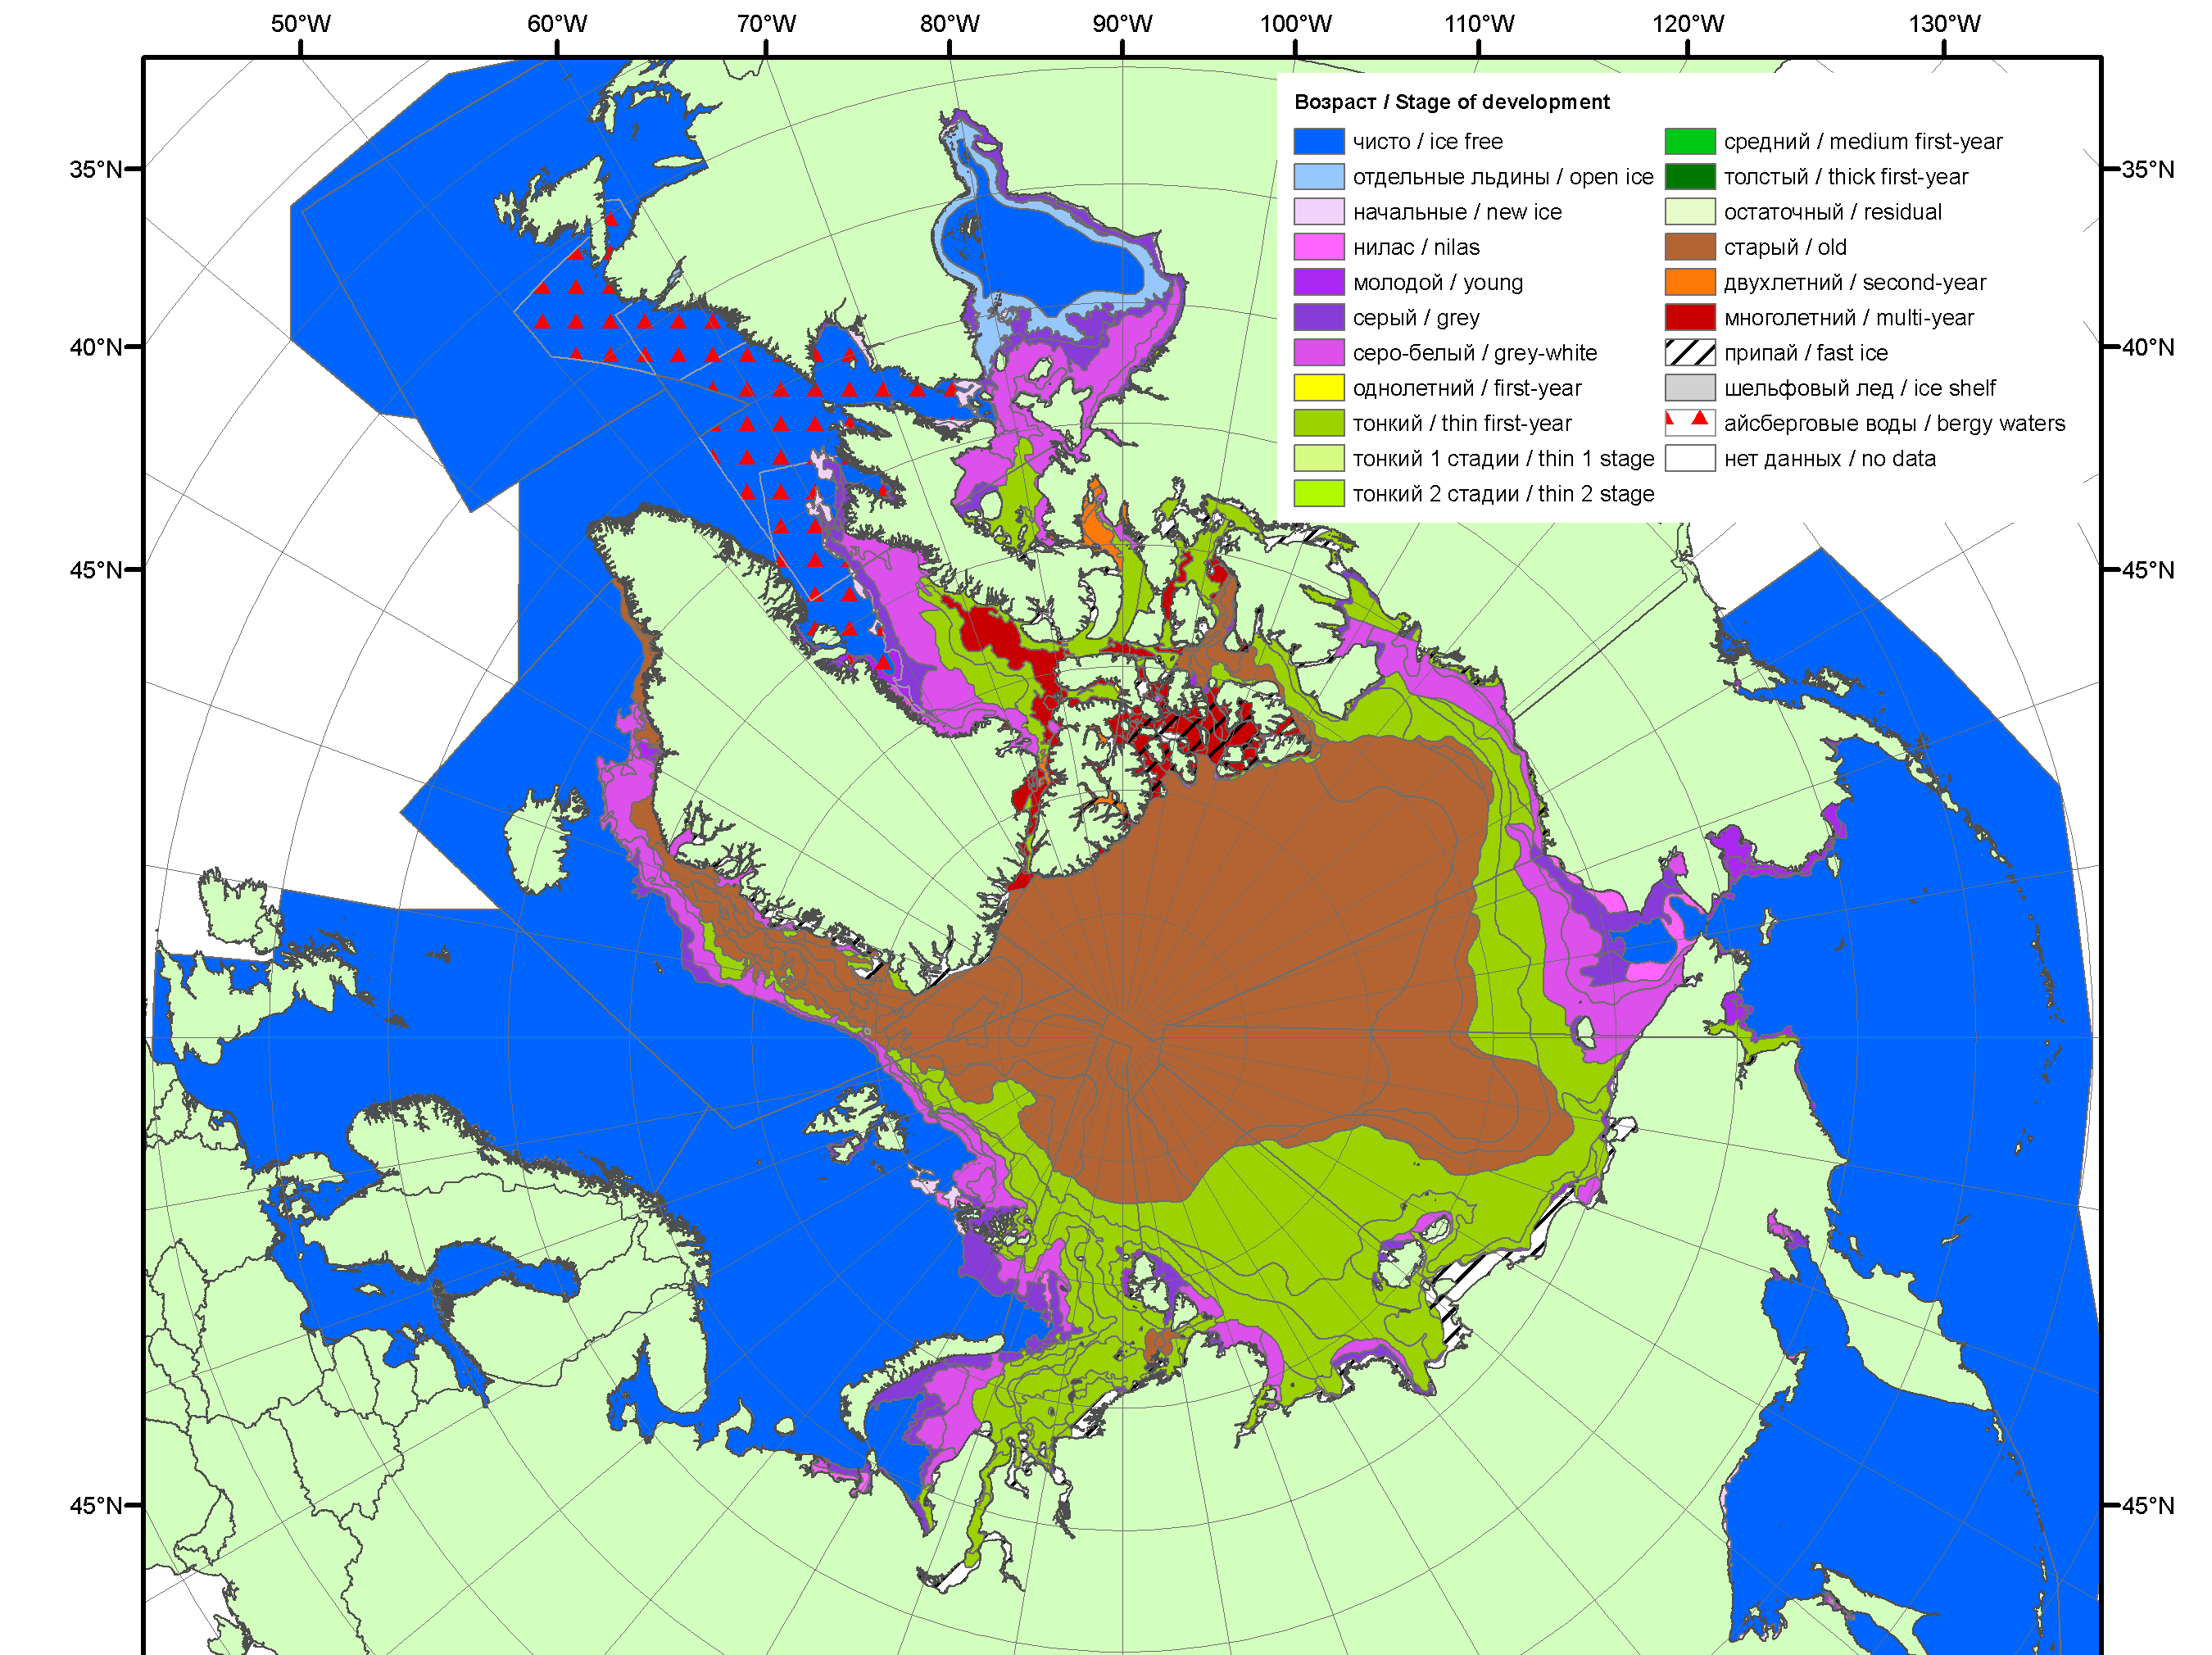 50°W 60°W 70°W 80°W 90°W 100°W 110°W 120°W 130°W
Возраст / Stage of development
чисто / ice free
отдельные льдины / open ice
начальные / new ice
нилас / nilas
молодой / young
серый / grey
серо-белый / grey-white
однолетний / first-year
тонкий / thin first-year
тонкий 1 стадии / thin 1 stage
тонкий 2 стадии / thin 2 stage
средний / medium first-year
толстый / thick first-year
остаточный / residual
старый / old
двухлетний / second-year
многолетний / multi-year
припай / fast ice
шельфовый лед / ice shelf
айсберговые воды / bergy waters
нет данных / no data
35°N
40°N
45°N
45°N
35°N
40°N
45°N
45°N